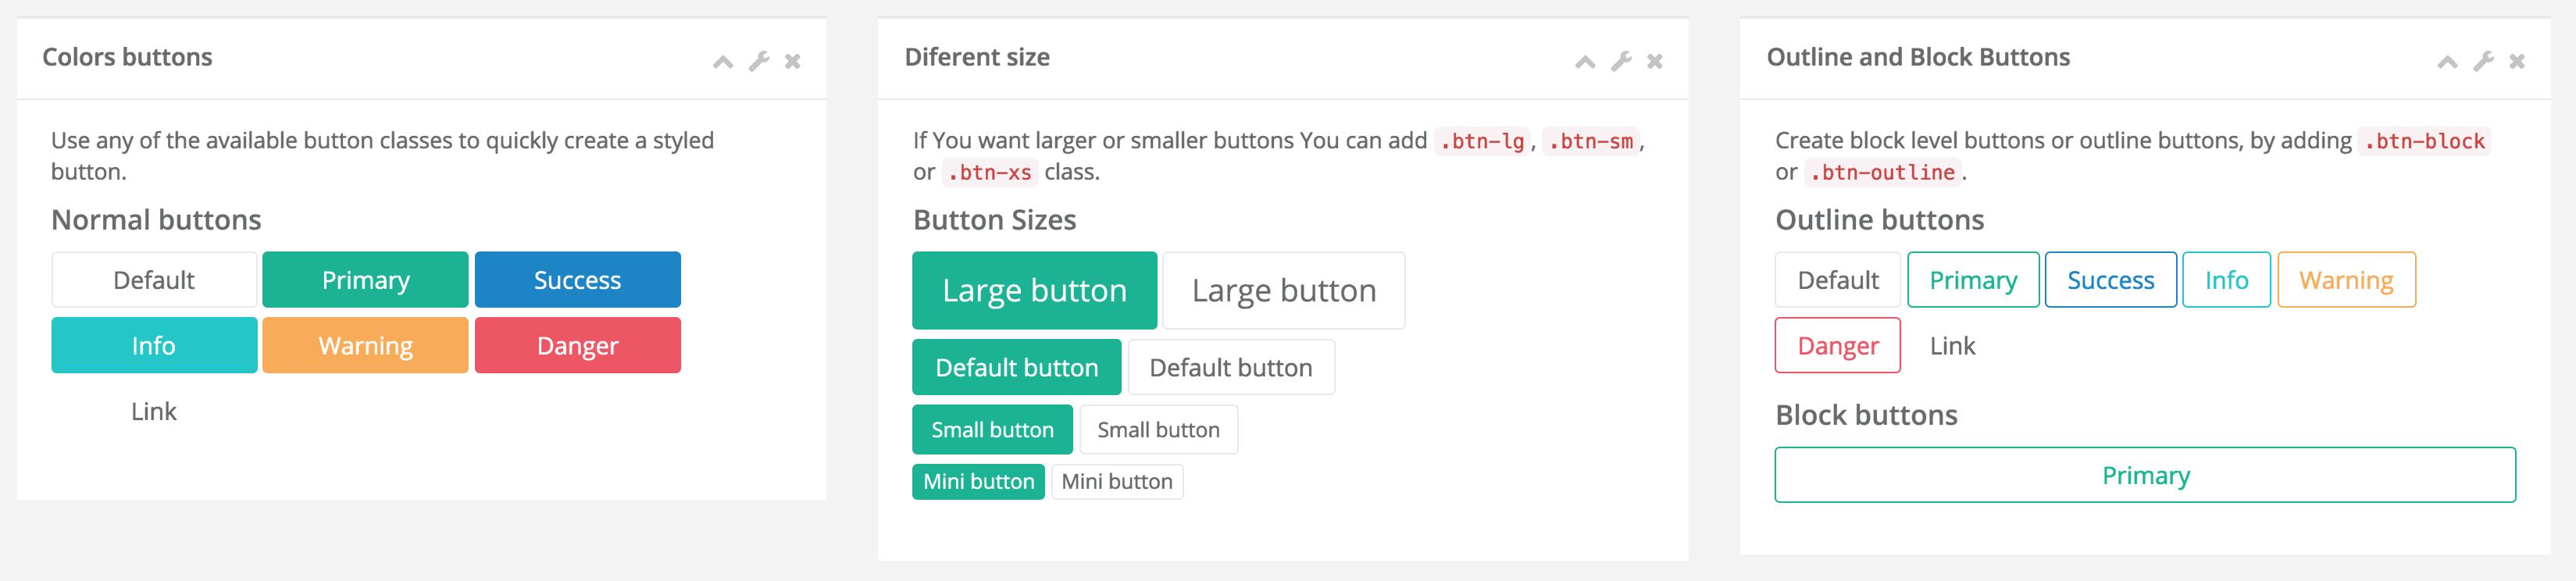 Colors buttons
Use any of the available button classes to quickly create a styled
button.
Normal buttons
Default Primary Success
Info Warning Danger
Link
Diferent size
If You want larger or smaller buttons You can add .btn-lg, .btn-sm,
or .btn-xs class.
Button Sizes
Large button Large button
Default button Default button
Small button Small button
Mini button Mini button
Outline and Block Buttons
Create block level buttons or outline buttons, by adding .btn-block
or .btn-outline.
Outline buttons
Default Primary Success Info Warning
Danger Link
Block buttons
Primary